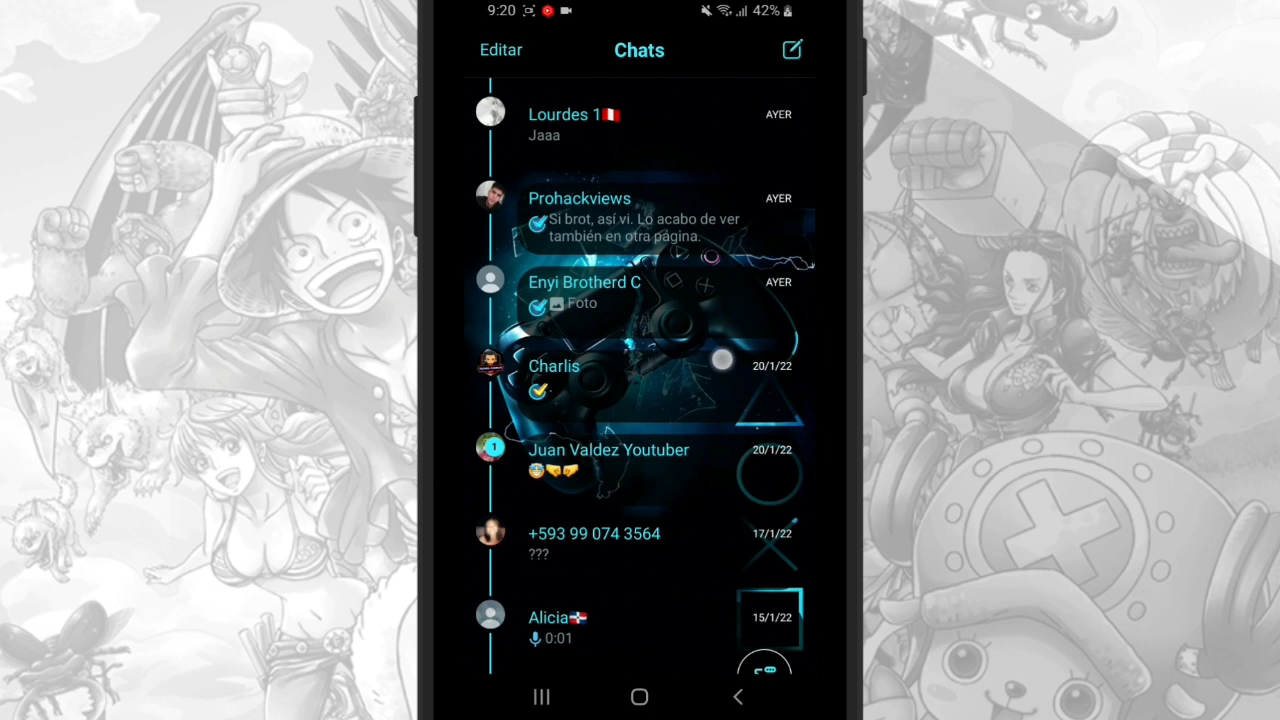 9:20
42%
Editar
Chats
Lourdes 1🇵🇪
AYER
Jaaa
Prohackviews
AYER
Si brot, así vi. Lo acabo de ver
también en otra página.
Enyi Brotherd C
AYER
Foto
Charlis
20/1/22
1
Juan Valdez Youtuber
20/1/22
🤯🤜🤛
+593 99 074 3564
17/1/22
???
Alicia🇩🇴
15/1/22
0:01